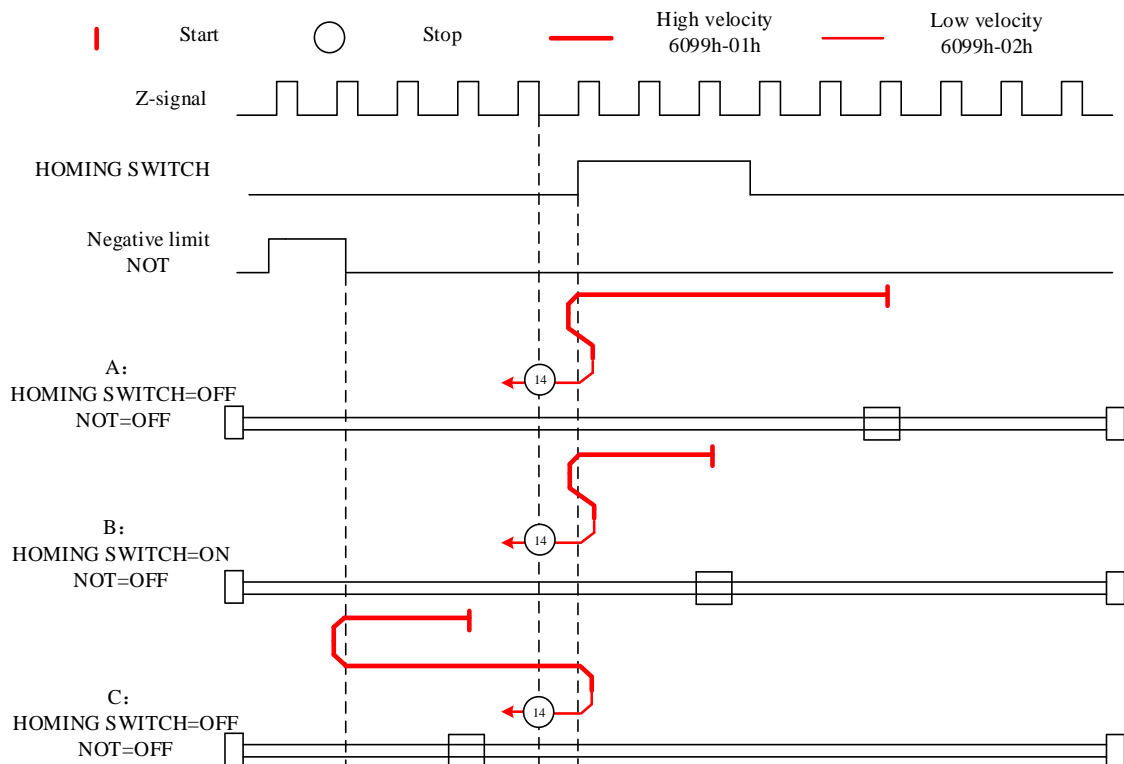 Start
Stop
High velocity
6099h-01h
Low velocity
6099h-02h
Z-signal
HOMING SWITCH
Negative limit
NOT
A：
HOMING SWITCH=OFF
NOT=OFF
14
B：
HOMING SWITCH=ON
NOT=OFF
14
C：
HOMING SWITCH=OFF
NOT=OFF
14